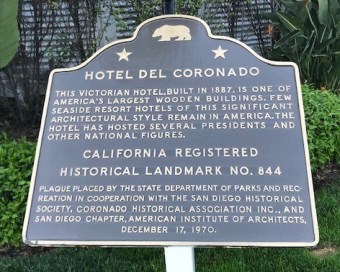 HOTEL DEL CORONADO
THIS VICTORIAN HOTEL, BUILT IN 1887, IS ONE OF
AMERICA'S LARGEST WOODEN BUILDINGS. FEW
SEASIDE RESORT HOTELS OF THIS SIGNIFICANT
ARCHITECTURAL STYLE REMAIN IN AMERICA. THE
HOTEL HAS HOSTED SEVERAL PRESIDENTS AND
OTHER NATIONAL FIGURES.
CALIFORNIA REGISTERED
HISTORICAL LANDMARK NO. 844
PLAQUE PLACED BY THE STATE DEPARTMENT OF PARKS AND REC-
REATION IN COOPERATION WITH THE SAN DIEGO HISTORICAL
SOCIETY, CORONADO HISTORICAL ASSOCIATION INC., AND
SAN DIEGO CHAPTER, AMERICAN INSTITUTE OF ARCHITECTS,
DECEMBER 17, 1970.